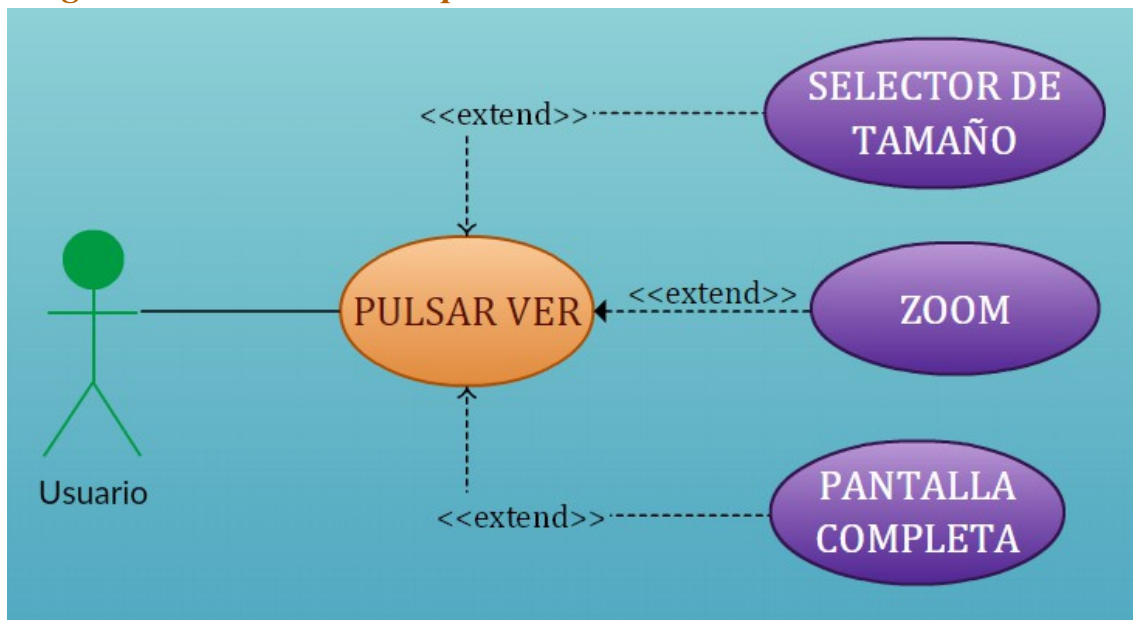 <<extend>>
SELECTOR DE
TAMAÑO
PULSAR VER
<<extend>>
ZOOM
Usuario
<<extend>>
PANTALLA
COMPLETA